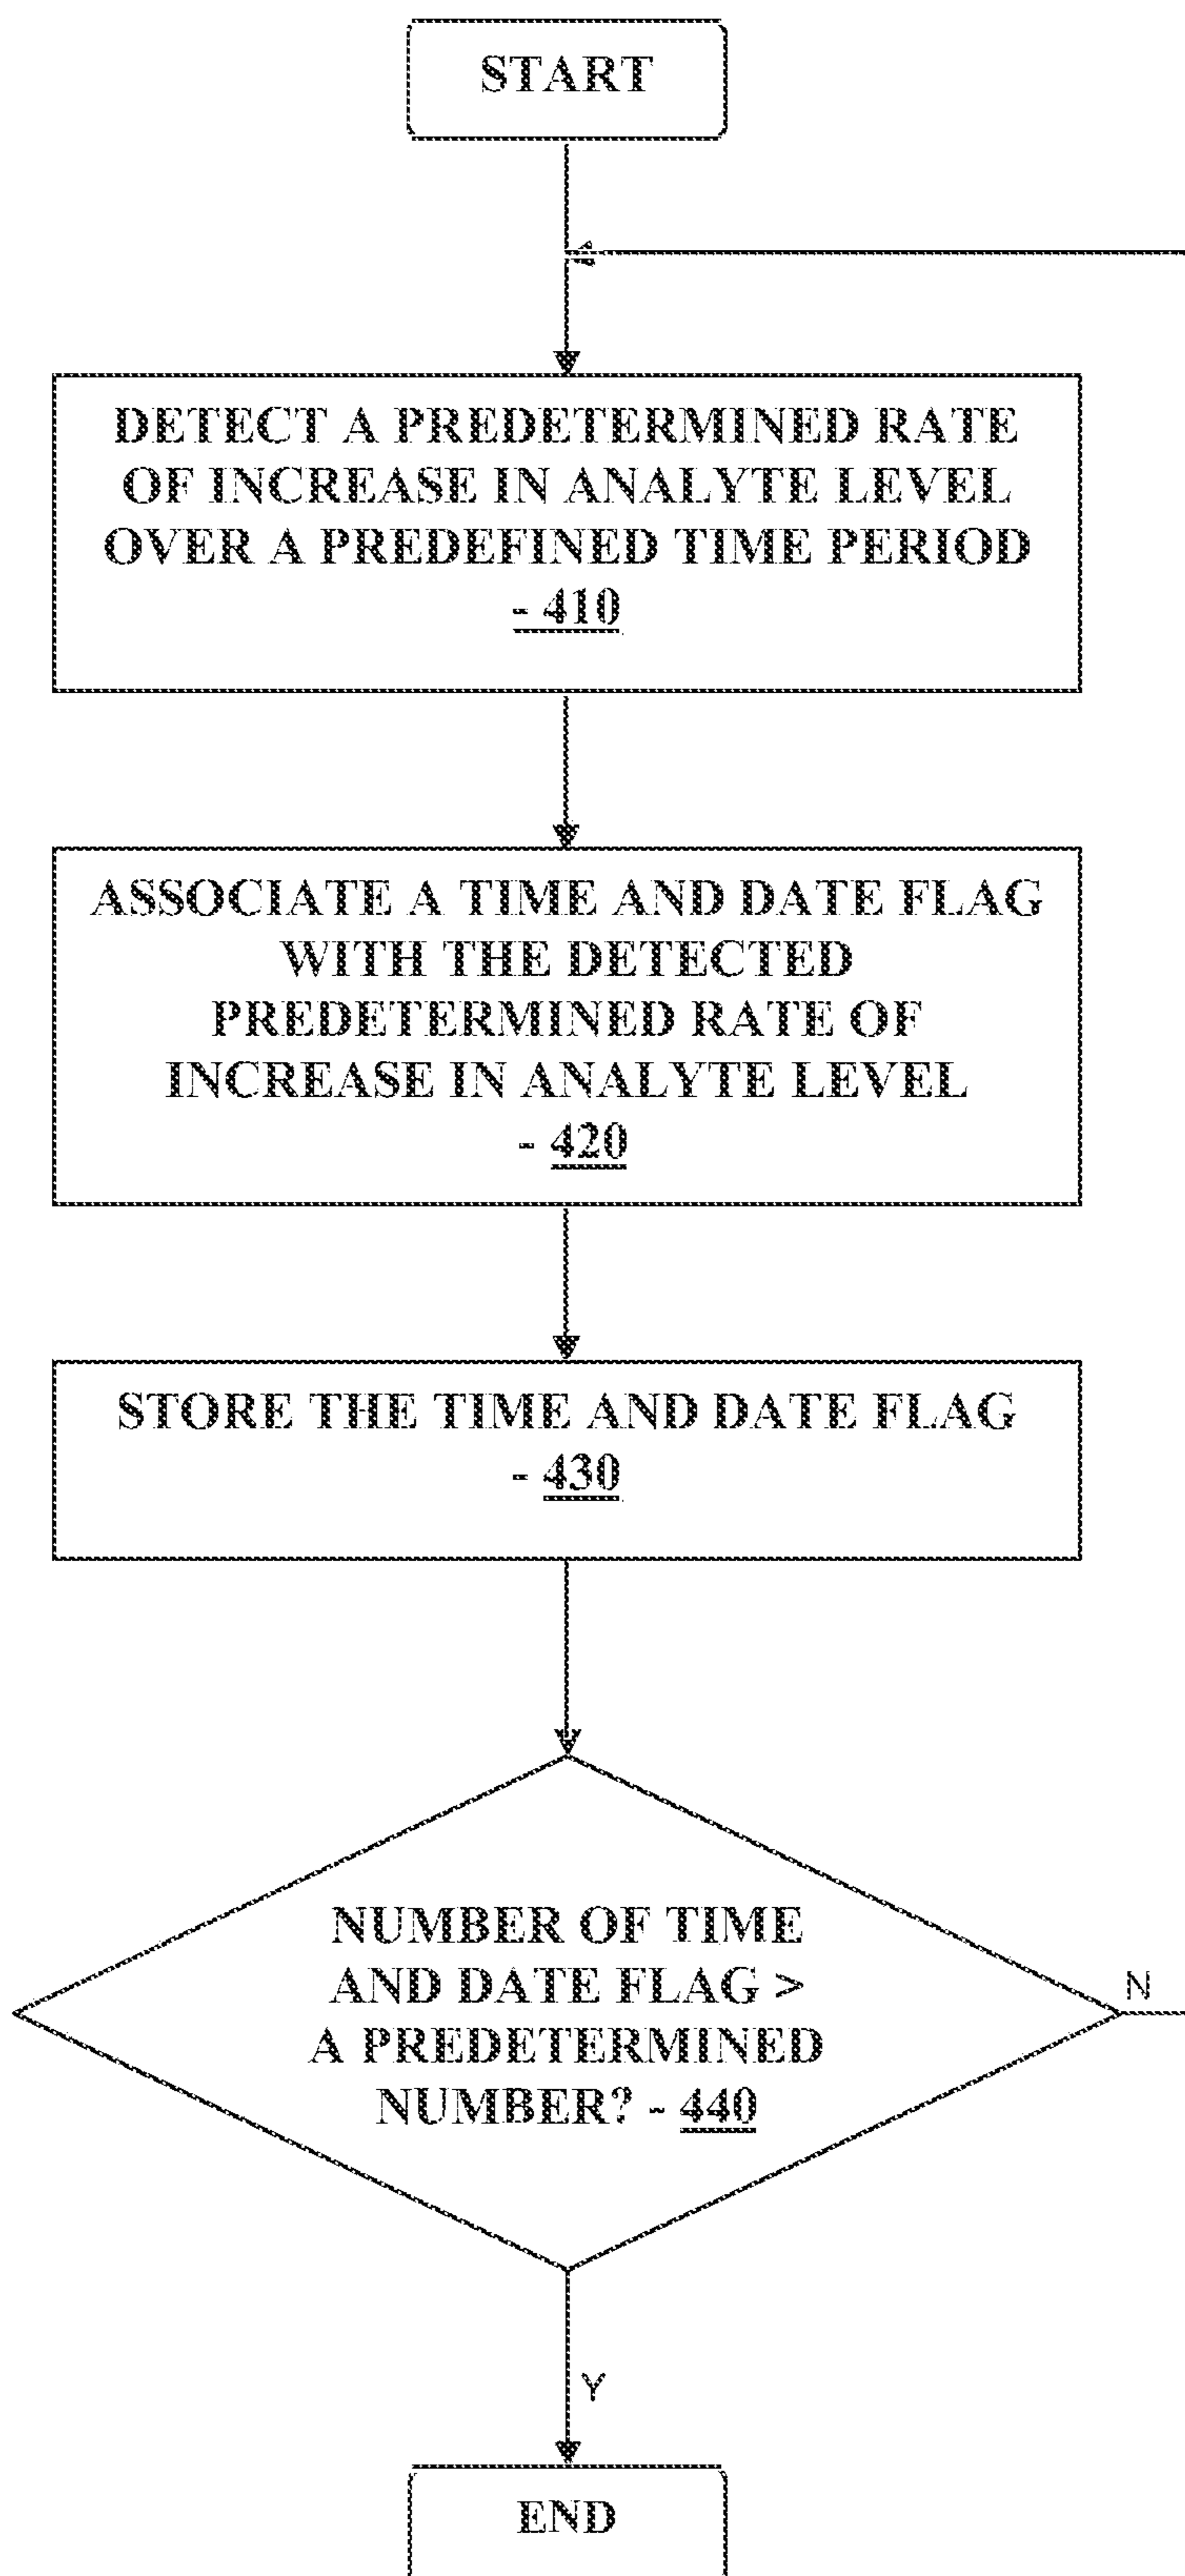 START
DETECT A PREDETERMINED RATE
OF INCREASE IN ANALYTE LEVEL
OVER A PREDEFINED TIME PERIOD
- 410
ASSOCIATE A TIME AND DATE FLAG
WITH THE DETECTED
PREDETERMINED RATE OF
INCREASE IN ANALYTE LEVEL
- 420
STORE THE TIME AND DATE FLAG
- 430
NUMBER OF TIME
AND DATE FLAG >
A PREDETERMINED
NUMBER? - 440
N
Y
END